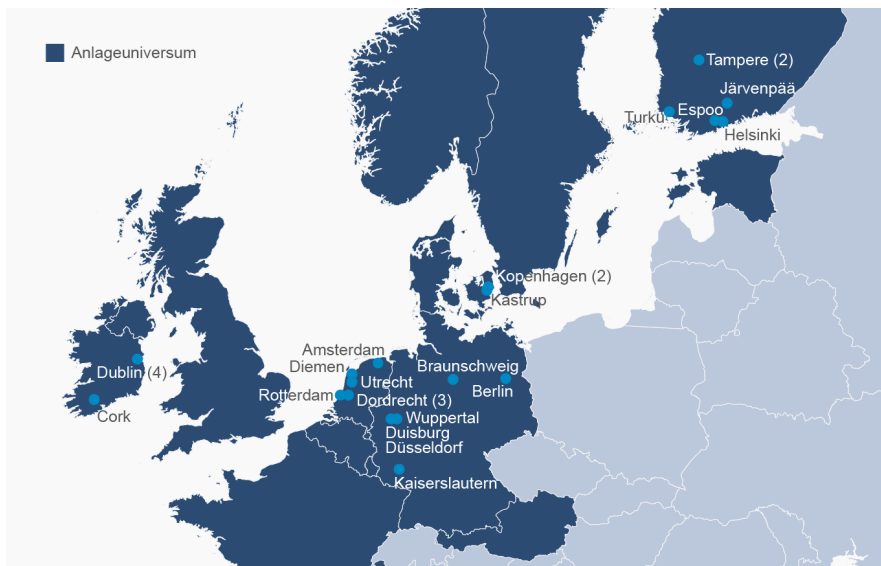 Anlageuniversum
Tampere (2)
Järvenpää
Turku
Espoo
Helsinki
Kopenhagen (2)
Kastrup
Amsterdam
Diemen
Braunschweig
Dublin (4)
Utrecht
Berlin
Rotterdam
Dordrecht (3)
Cork
Wuppertal
Duisburg
Düsseldorf
Kaiserslautern